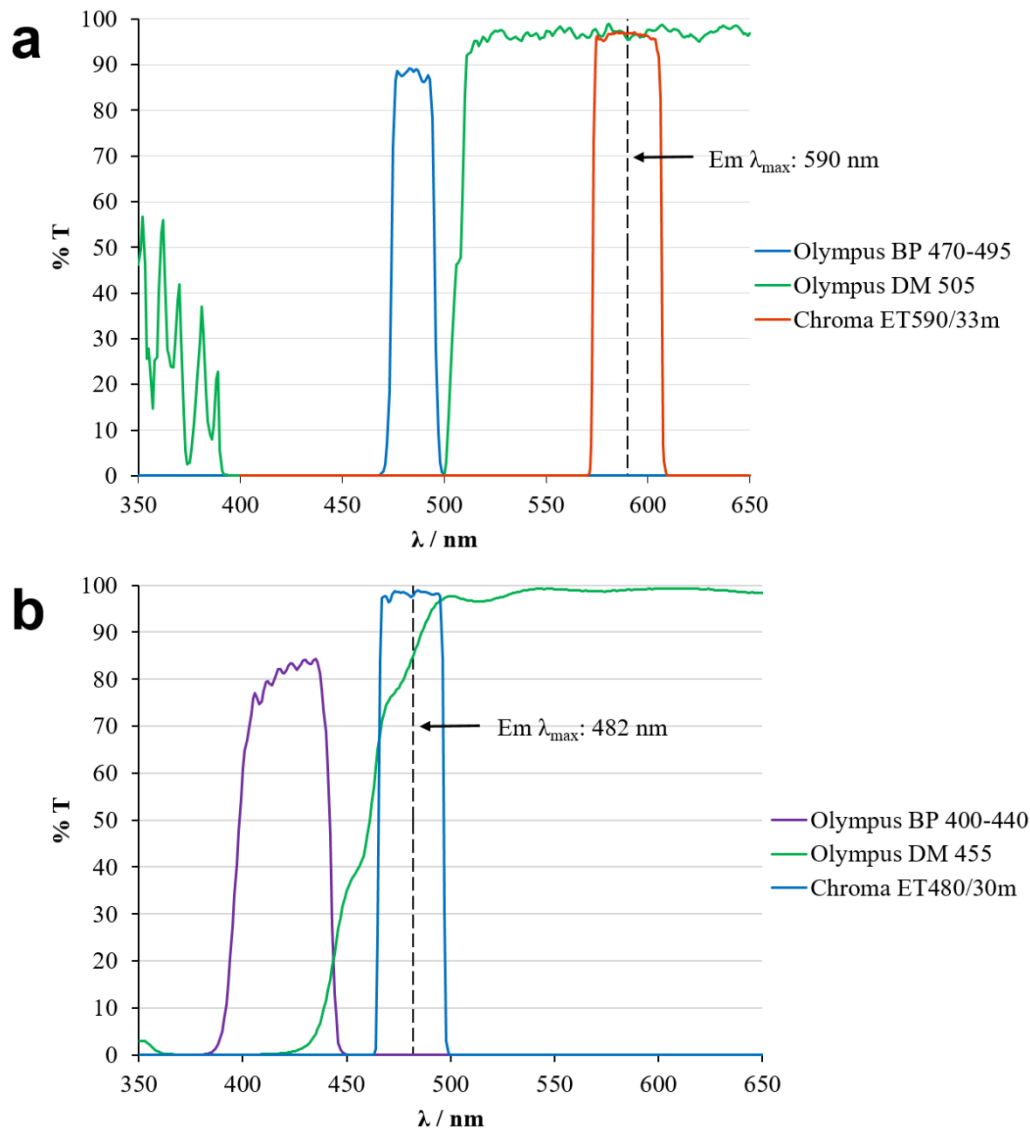 a
100
90
80
70
60
50
40
30
20
10
0
% T
350 400 450 500 550 600 650
λ / nm
Em λmax: 590 nm
Olympus BP 470-495
Olympus DM 505
Chroma ET590/33m
b
100
90
80
70
60
50
40
30
20
10
0
% T
350 400 450 500 550 600 650
λ / nm
Em λmax: 482 nm
Olympus BP 400-440
Olympus DM 455
Chroma ET480/30m